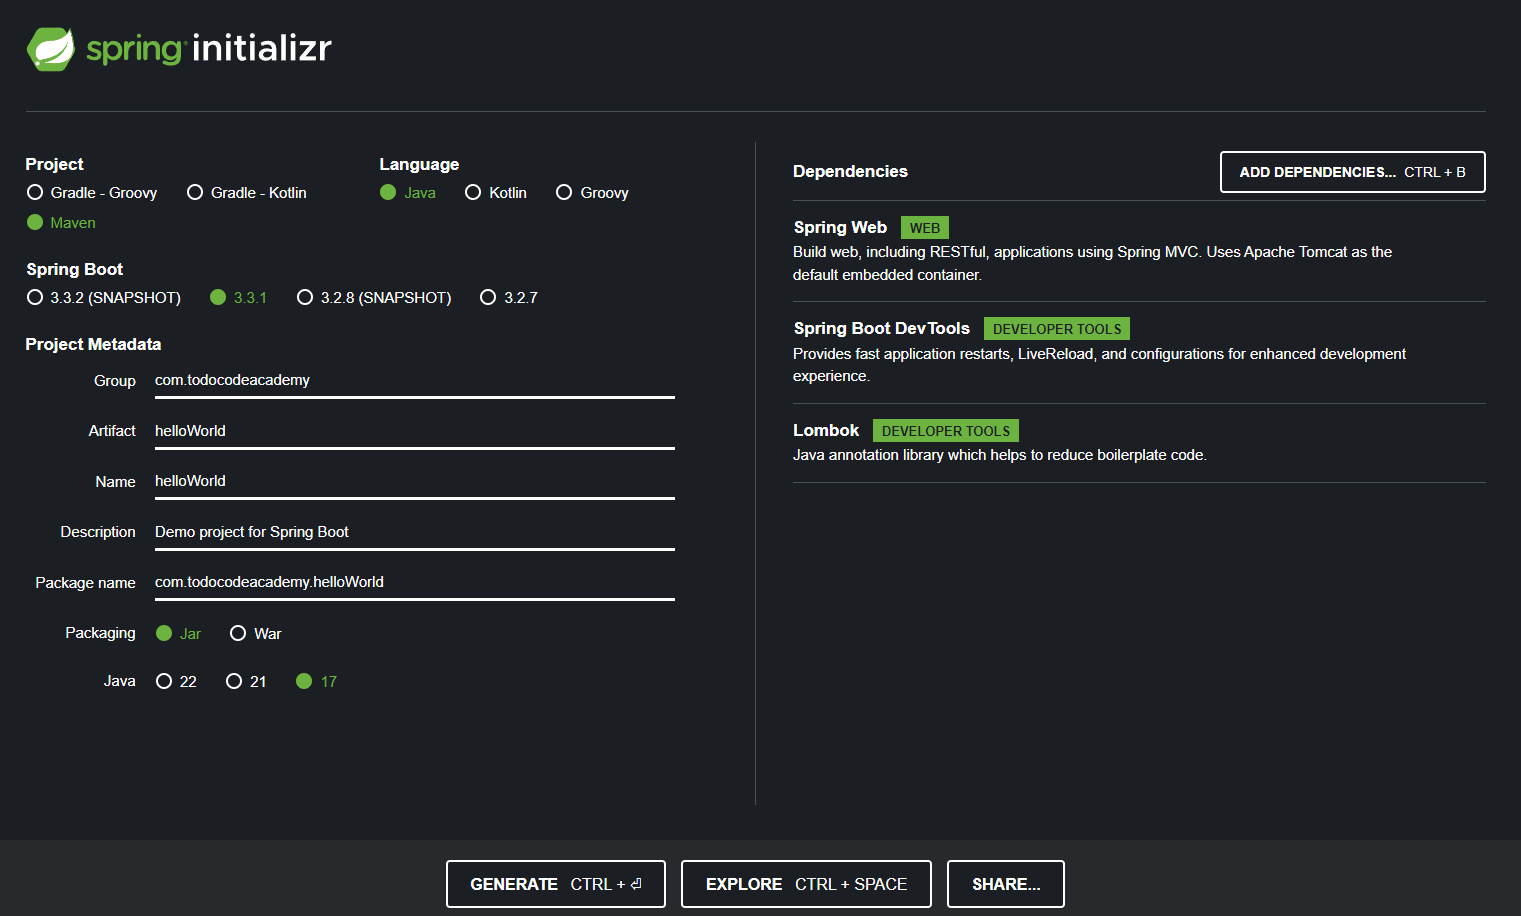 spring initializr
Project
Gradle - Groovy Gradle - Kotlin
Maven
Language
Java Kotlin Groovy
Spring Boot
3.3.2 (SNAPSHOT) 3.3.1 3.2.8 (SNAPSHOT) 3.2.7
Project Metadata
Group com.todocodeacademy
Artifact helloWorld
Name helloWorld
Description Demo project for Spring Boot
Package name com.todocodeacademy.helloWorld
Packaging Jar War
Java 22 21 17
Dependencies ADD DEPENDENCIES... CTRL + B
Spring Web WEB
Build web, including RESTful, applications using Spring MVC. Uses Apache Tomcat as the
default embedded container.
Spring Boot DevTools DEVELOPER TOOLS
Provides fast application restarts, LiveReload, and configurations for enhanced development
experience.
Lombok DEVELOPER TOOLS
Java annotation library which helps to reduce boilerplate code.
GENERATE CTRL + ⏎ EXPLORE CTRL + SPACE SHARE...